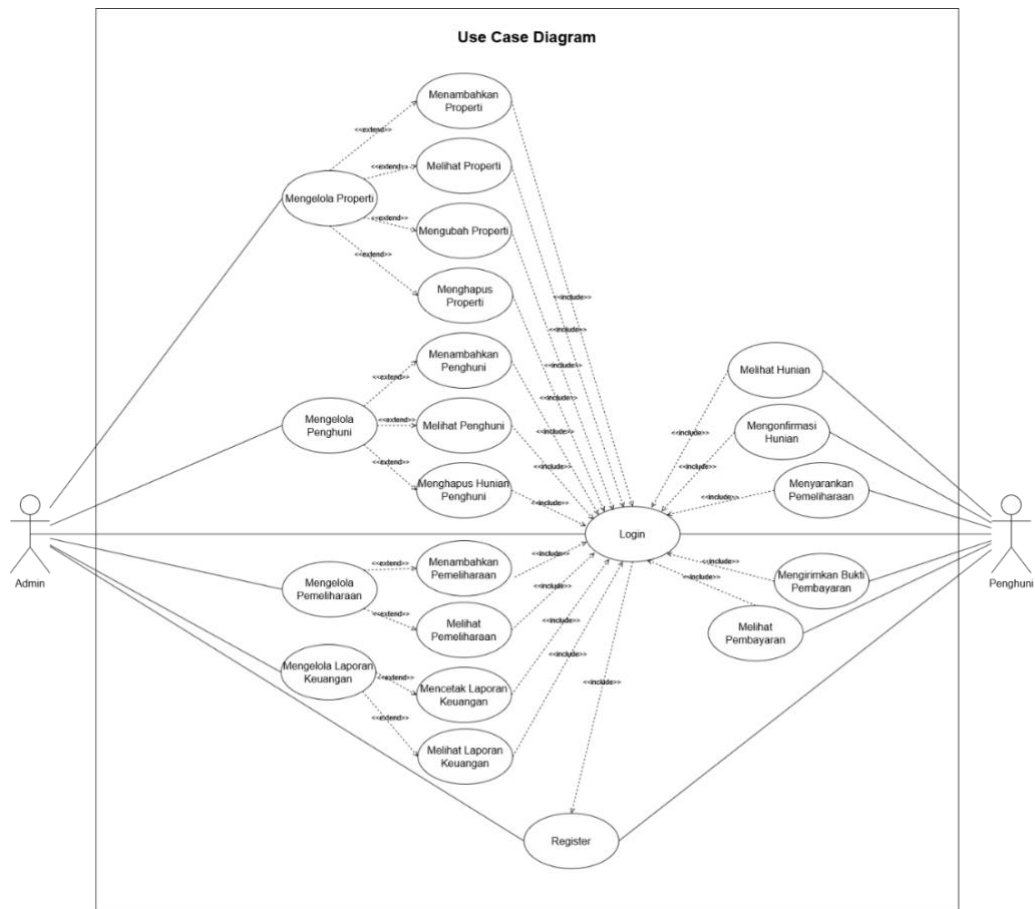 Use Case Diagram
Menambahkan
Properti
<<extend>>
Melihat Properti
<<extend>>
Mengelola Properti
<<extend>>
Mengubah Properti
<<extend>>
Menghapus
Properti
<<include>>
<<include>>
Menambahkan
Penghuni
<<include>>
Melihat Hunian
<<extend>>
<<include>>
Mengelola
Penghuni
<<extend>>
Melihat Penghuni
<<include>>
<<include>>
Mengonfirmasi
Hunian
<<extend>>
<<include>>
<<include>>
Menghapus Hunian
Penghuni
<<include>>
<<include>>
Menyarankan
Pemeliharaan
Login
Admin
Penghuni
Mengelola
Pemeliharaan
<<extend>>
Menambahkan
Pemeliharaan
<<include>>
<<include>>
Mengirimkan Bukti
Pembayaran
<<extend>>
Melihat
Pemeliharaan
<<include>>
<<include>>
Melihat
Pembayaran
<<include>>
<<include>>
<<include>>
Mengelola Laporan
Keuangan
<<extend>>
Mencetak Laporan
Keuangan
<<extend>>
Melihat Laporan
Keuangan
Register